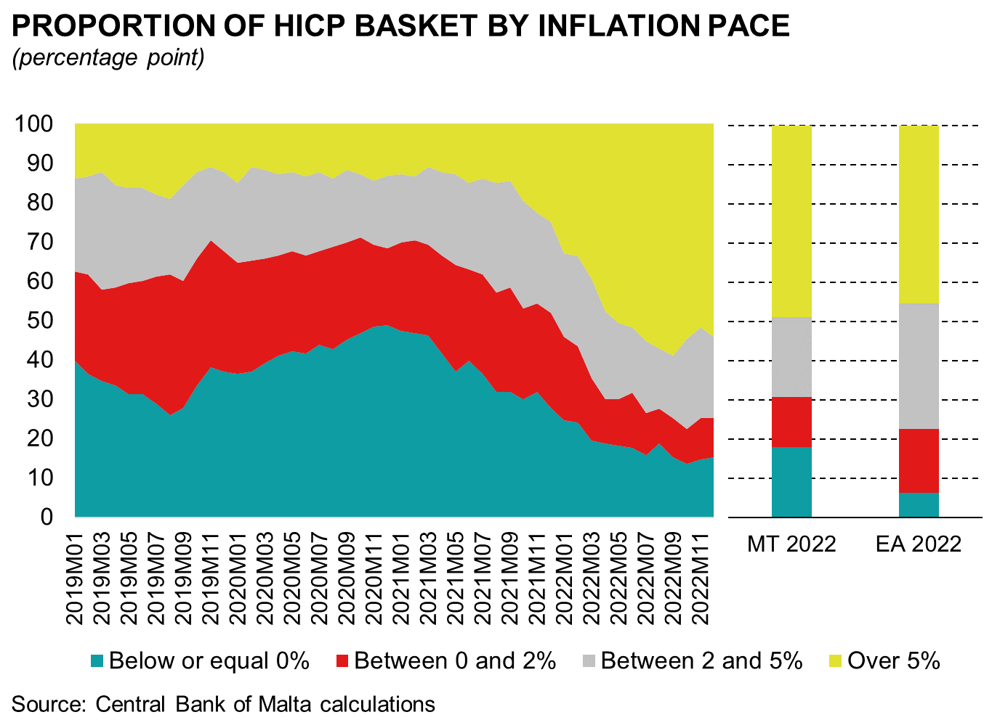 PROPORTION OF HICP BASKET BY INFLATION PACE
(percentage point)
100
90
80
70
60
50
40
30
20
10
0
2019M01
2019M03
2019M05
2019M07
2019M09
2019M11
2020M01
2020M03
2020M05
2020M07
2020M09
2020M11
2021M01
2021M03
2021M05
2021M07
2021M09
2021M11
2022M01
2022M03
2022M05
2022M07
2022M09
2022M11
MT 2022
EA 2022
Below or equal 0%
Between 0 and 2%
Between 2 and 5%
Over 5%
Source: Central Bank of Malta calculations